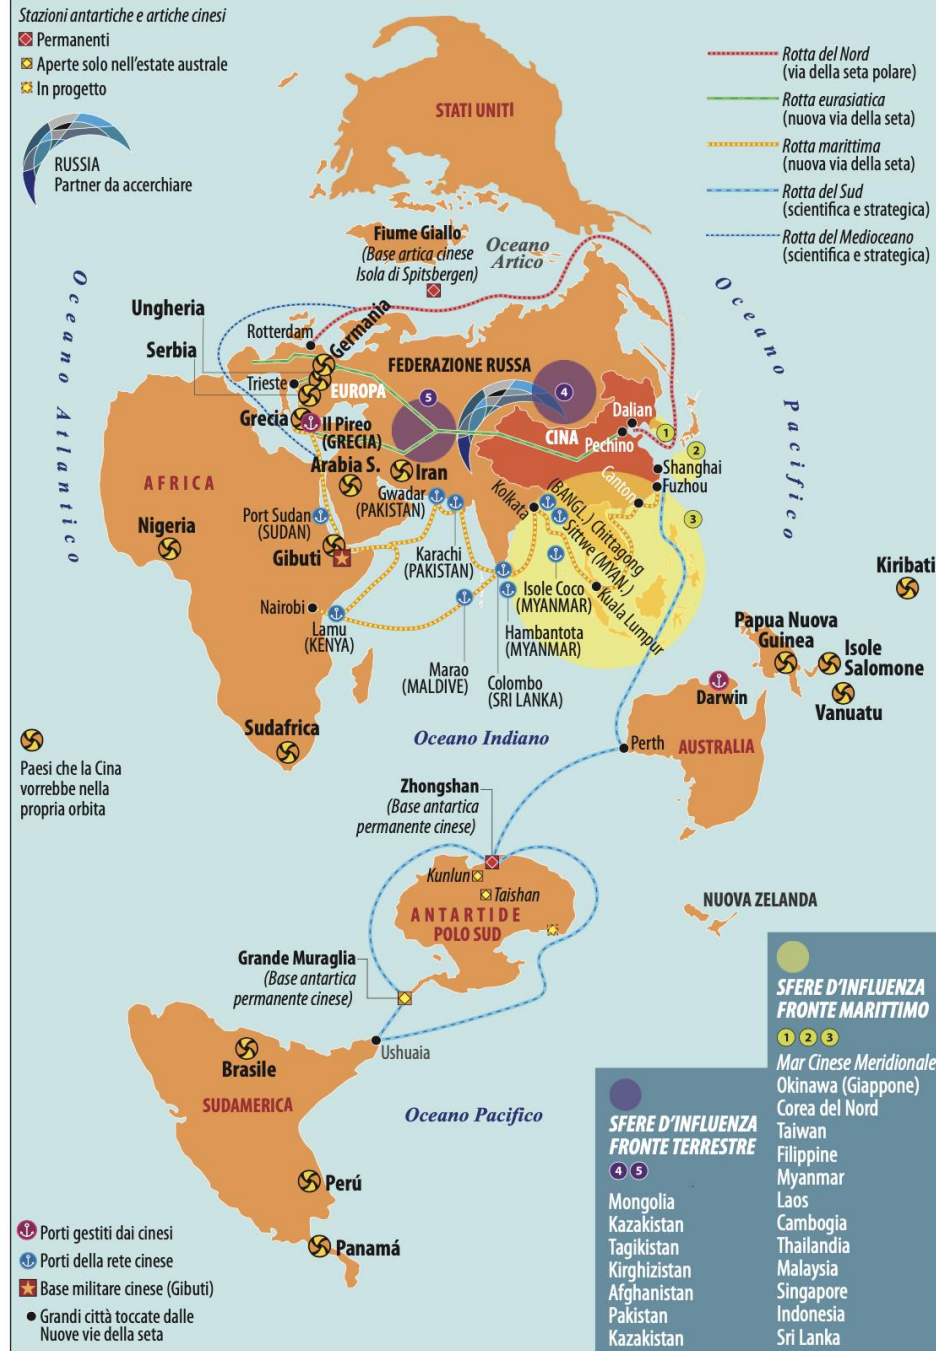 Stazioni antartiche e artiche cinesi
Permanenti
Aperte solo nell'estate australe
In progetto
RUSSIA
Partner da accerchiare
Rotta del Nord
(via della seta polare)
Rotta eurasiatica
(nuova via della seta)
Rotta marittima
(nuova via della seta)
Rotta del Sud
(scientifica e strategica)
Rotta del Medioceano
(scientifica e strategica)
STATI UNITI
Fiume Giallo
(Base artica cinese
Isola di Spitsbergen)
Oceano
Artico
Oceano Atlantico
Oceano Pacifico
Ungheria
Serbia
Rotterdam
Germania
Trieste
EUROPA
FEDERAZIONE RUSSA
4
5
Grecia
Il Pireo
(GRECIA)
CINA
Dalian
Pechino
1
2
3
Shanghai
Fuzhou
Canton
AFRICA
Arabia S.
Iran
Gwadar
(PAKISTAN)
Kolkata
(BANGL.) Chittagong
Sittwe (MYAN.)
Nigeria
Port Sudan
(SUDAN)
Gibuti
Karachi
(PAKISTAN)
Isole Coco
(MYANMAR)
Kuala Lumpur
Nairobi
Lamu
(KENYA)
Hambantota
(MYANMAR)
Marao
(MALDIVE)
Colombo
(SRI LANKA)
Kiribati
Papua Nuova
Guinea
Isole
Salomone
Vanuatu
Darwin
Sudafrica
Oceano Indiano
Perth
AUSTRALIA
Paesi che la Cina
vorrebbe nella
propria orbita
Zhongshan
(Base antartica
permanente cinese)
Kunlun
Taishan
ANTARTIDE
POLO SUD
NUOVA ZELANDA
Grande Muraglia
(Base antartica
permanente cinese)
Ushuaia
Brasile
SUDAMERICA
Oceano Pacifico
Perú
Panamá
Porti gestiti dai cinesi
Porti della rete cinese
Base militare cinese (Gibuti)
Grandi città toccate dalle
Nuove vie della seta
SFERE D'INFLUENZA
FRONTE TERRESTRE
4 5
Mongolia
Kazakistan
Tagikistan
Kirghizistan
Afghanistan
Pakistan
Kazakistan
SFERE D'INFLUENZA
FRONTE MARITTIMO
1 2 3
Mar Cinese Meridionale
Okinawa (Giappone)
Corea del Nord
Taiwan
Filippine
Myanmar
Laos
Cambogia
Thailandia
Malaysia
Singapore
Indonesia
Sri Lanka